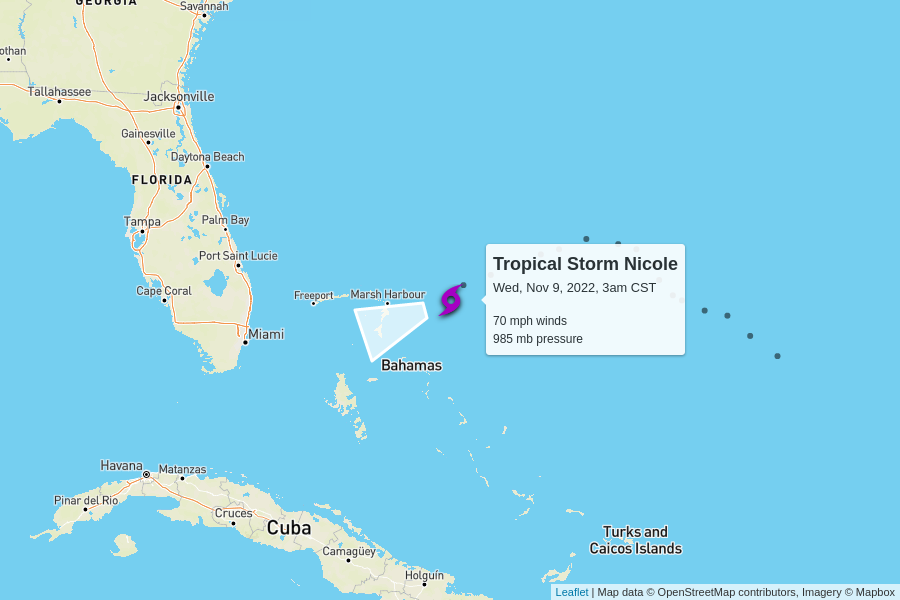 GEORGIA
Savannah
othan
Tallahassee
Jacksonville
Gainesville
Daytona Beach
FLORIDA
Tampa
Palm Bay
Port Saint Lucie
Cape Coral
Freeport
Marsh Harbour
Miami
Bahamas
Tropical Storm Nicole
Wed, Nov 9, 2022, 3am CST
70 mph winds
985 mb pressure
Havana
Matanzas
Pinar del Río
Cruces
Cuba
Camagüey
Holguín
Turks and
Caicos Islands
Leaflet | Map data © OpenStreetMap contributors, Imagery © Mapbox